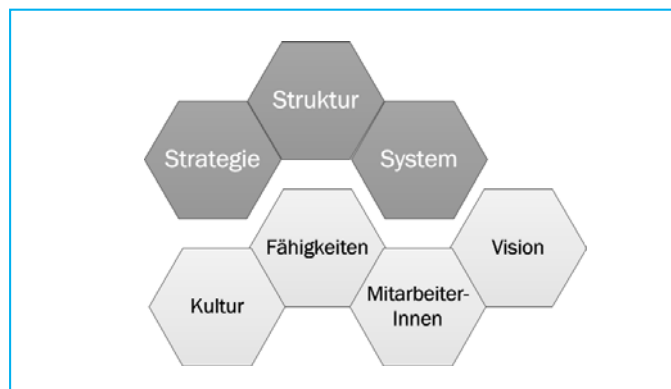 Struktur
Strategie
System
Fähigkeiten
Vision
Kultur
Mitarbeiter-
Innen